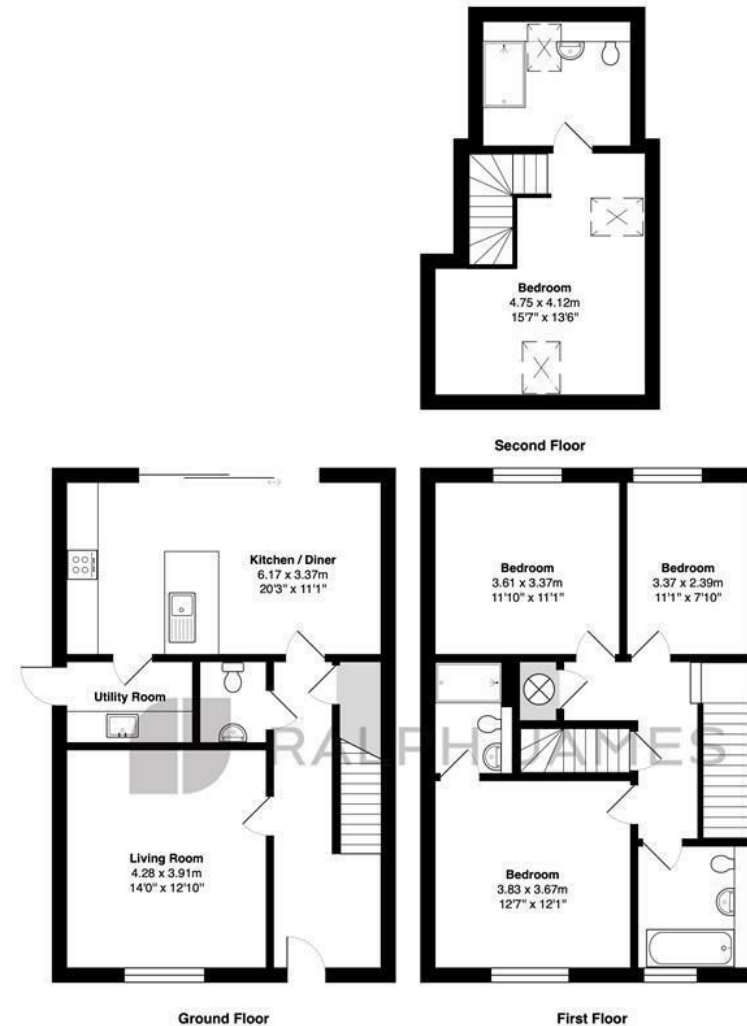 Bedroom
4.75 x 4.12m
15'7" x 13'6"
Second Floor
Kitchen / Diner
6.17 x 3.37m
20'3" x 11'1"
Utility Room
Living Room
4.28 x 3.91m
14'0" x 12'10"
Ground Floor
Bedroom
3.61 x 3.37m
11'10" x 11'1"
Bedroom
3.37 x 2.39m
11'1" x 7'10"
Bedroom
3.83 x 3.67m
12'7" x 12'1"
First Floor
RALPH JAMES